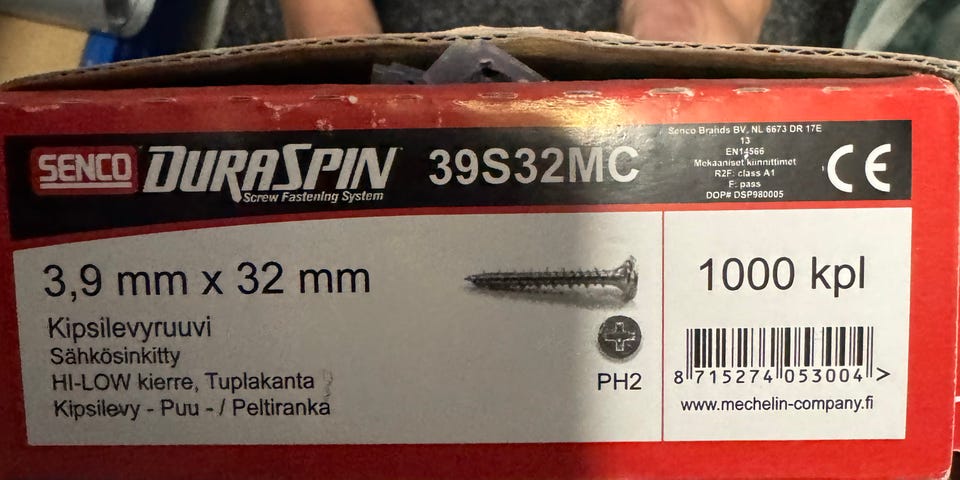 SENCO DURASPIN
Screw Fastening System
39S32MC
Senco Brands BV, NL 6673 DR 17E
13
EN14566
Mekaaniset kiinnittimet
R2F: class A1
F: pass
DOP# DSP980005
CE
3,9 mm x 32 mm
Kipsilevyruuvi
Sähkösinkitty
HI-LOW kierre, Tuplakanta
Kipsilevy - Puu - / Peltiranka
PH2
1000 kpl
8 715274 053004 >
www.mechelin-company.fi